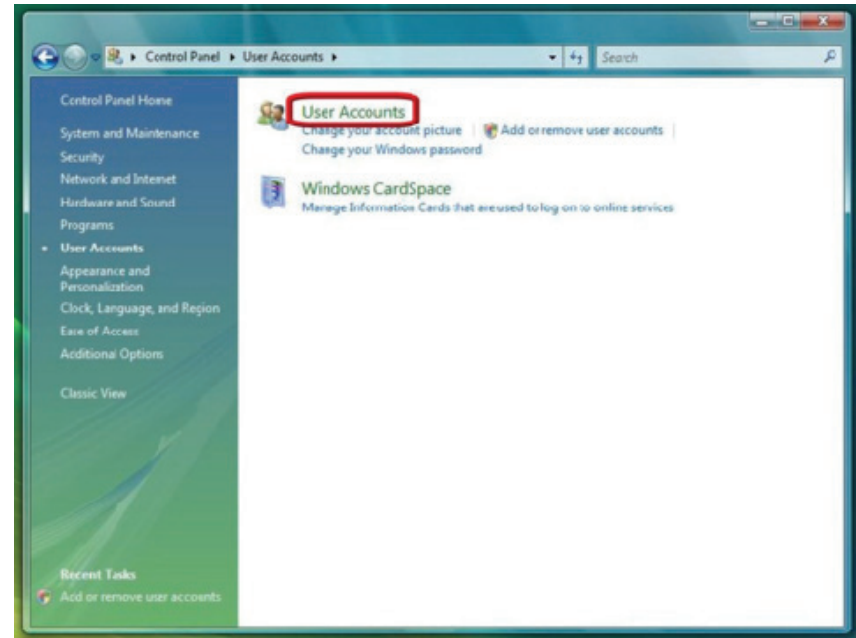 Control Panel ▸ User Accounts ▸
Search
Control Panel Home
System and Maintenance
Security
Network and Internet
Hardware and Sound
Programs
User Accounts
Appearance and
Personalization
Clock, Language, and Region
Ease of Access
Additional Options
Classic View
Recent Tasks
Add or remove user accounts
User Accounts
Change your account picture | Add or remove user accounts |
Change your Windows password
Windows CardSpace
Manage Information Cards that are used to log on to online services